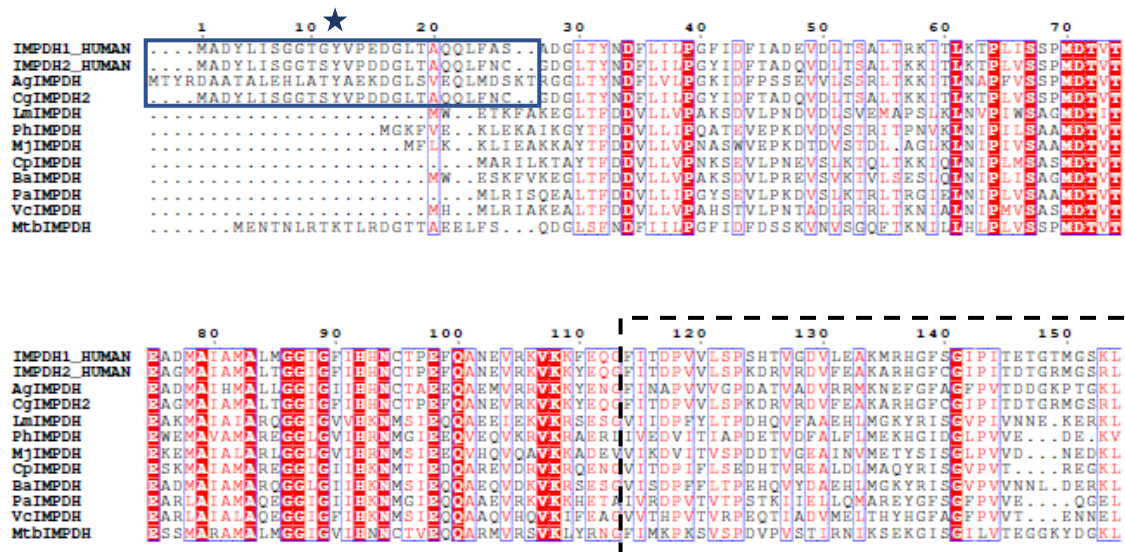 1 10 20 30 40 50 60 70
IMPDH1_HUMAN ....MADYLISGGTGYVPEDGLTAQQLFAS..ADGLTYNDFLILPGFIDFIADEVDLTSALTRKITLKTPLISSPMDTVT
IMPDH2_HUMAN ....MADYLISGGTSYVPDDGLTAQQLFNC..GDGLTYNDFLILPGYIDFTADQVDLTSALTKKITLKTPLVSSPMDTVT
AgIMPDH MTYRDAATALEHLATYAEKDGLSVEQLMDSKTRGGLTYNDFLVLPGKIDFPSSEVVLSSRLTKKITLNAPFVSSPMDTVT
CgIMPDH2 ....MADYLISGGTSYVPDDGLTAQQLFNC..GDGLTYNDFLILPGYIDFTADQVDLTSALTKKITLKTPLVSSPMDTVT
LmIMPDH .......................MW..ETKFAKEGLTFDDVLLVPAKSDVLPNDVDLSVEMAPSLKLNVPIWSAGMDTVT
PhIMPDH ...................MGKFVE..KLEKAIKGYTFDDVLLIPQATEVEPKDVDVSTRITPNVKLNIPILSAAMDTVT
MjIMPDH .....................MFLK..KLIEAKKAYTFDDVLLVPNASWVEPKDTDVSTDL.AGLKLNIPIVSAAMDTVT
CpIMPDH ...........................MARILKTAYTFDDVLLVPNKSEVLPNEVSLKTQLTKKIQLNIPLMSASMDTVT
BaIMPDH .......................MW..ESKFVKEGLTFDDVLLVPAKSDVLPREVSVKTVLSESLQLNIPLISAGMDTVT
PaIMPDH ...........................MLRISQEALTFDDVLLIPGYSEVLPKDVSLKTRLTRGIELNIPLVSAAMDTVT
VcIMPDH .......................MH..MLRIAKEALTFDDVLLVPAHSTVLPNTADLRTRLTKNIALNIPMVSASMDTVT
MtbIMPDH .......MENTNLRTKTLRDGTTAEELFS...QDGLSFNDFIILPGFIDFDSSKVNVSGQFTKNILLHLPLVSSPMDTVT
80 90 100 110 120 130 140 150
IMPDH1_HUMAN EADMAIAMALMGGIGFIHHNCTPEFQANEVRKVKKFEQGFITDPVVLSPSHTVGDVLEAKMRHGFSGIPITETGTMGSKL
IMPDH2_HUMAN EAGMAIAMALTGGIGFIHHNCTPEFQANEVRKVKKYEQGFITDPVVLSPKDRVRDVFEAKARHGFCGIPITDTGRMGSRL
AgIMPDH EADMAIHMALLGGIGIIHHNCTAEEQAEMVRRVKKYENGFINAPVVVGPDATVADVRRMKNEFGFAGFPVTDDGKPTGKL
CgIMPDH2 EAGMAIAMALTGGIGFIHHNCTPEFQANEVRKVKKYEQGFITDPVVLSPKDRVRDVFEAKARHGFCGIPITDTGRMGSRL
LmIMPDH EAKMAIAIARQGGLGVVHKNMSIEQQAEEIEKVKRSESGVIIDPFYLTPDHQVFAAEHLMGKYRISGVPIVNNE.KERKL
PhIMPDH EWEMAVAMAREGGLGVIHRNMGIEEQVEQVKRVKRAERLIVEDVITIAPDETVDFALFLMEKHGIDGLPVVE...DE.KV
MjIMPDH EKEMAIALARLGGLGVIHRNMSIEEQVHQVQAVKKADEVVIKDVITVSPDDTVGEAINVMETYSISGLPVVD...NEDKL
CpIMPDH ESKMAIAMAREGGIGIIHKNMTIEDQAREVDRVKRQENGVITDPIFLSEDHTVREALDLMAQYRISGVPVT....REGKL
BaIMPDH EADMAIAMARQGGLGIIHKNMSIEQQAEQVDKVKRSESGVISDPFFLTPEHQVYDAEHLMGKYRISGVPVVNNL.DERKL
PaIMPDH EARLAIAMAQEGGIGIIHKNMGIEQQAAEVRKVKKHETAIVRDPVTVTPSTKIIELLQMAREYGFSGFPVVE...QGEL
VcIMPDH EARLAIALAQEGGIGFIHKNMSIEQQAAQVHQVKIFEAGVVTHPVTVRPEQTIADVMELTHYHGFAGFPVVT...ENNEL
MtbIMPDH ESSMARAMALMGGIGVIHNNCTVEQQARMVRSVKLYRNGFIMKPKSVSPDVPVSTIRNIKSEKGISGILVTEGGKYDGKL